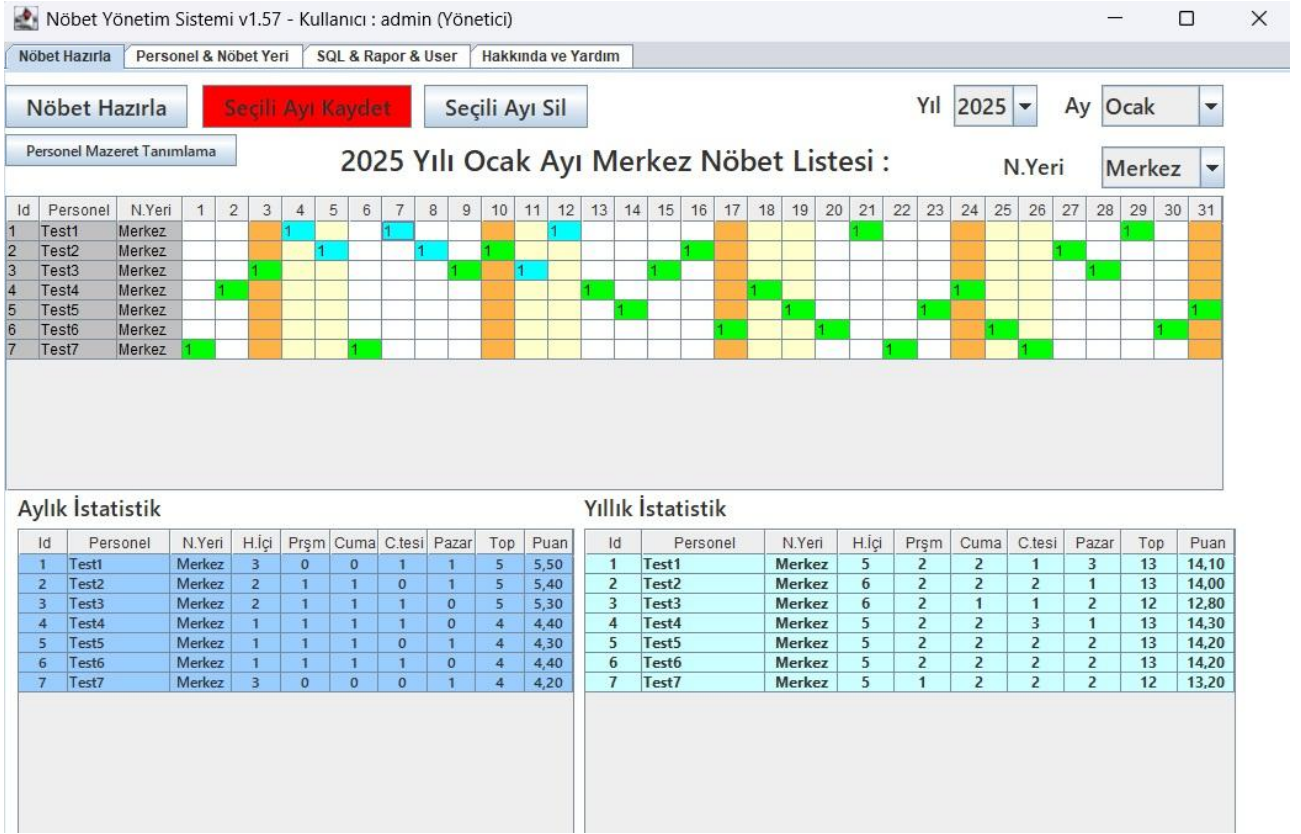 Nöbet Yönetim Sistemi v1.57 - Kullanıcı : admin (Yönetici)
Nöbet Hazırla Personel & Nöbet Yeri SQL & Rapor & User Hakkında ve Yardım
Nöbet Hazırla Seçili Ayı Kaydet Seçili Ayı Sil Yıl 2025 Ay Ocak
Personel Mazeret Tanımlama 2025 Yılı Ocak Ayı Merkez Nöbet Listesi : N.Yeri Merkez
Id Personel N.Yeri 1 2 3 4 5 6 7 8 9 10 11 12 13 14 15 16 17 18 19 20 21 22 23 24 25 26 27 28 29 30 31
1 Test1 Merkez 1 1 1 1 1
2 Test2 Merkez 1 1 1 1 1
3 Test3 Merkez 1 1 1 1 1
4 Test4 Merkez 1 1 1 1
5 Test5 Merkez 1 1 1 1
6 Test6 Merkez 1 1 1 1
7 Test7 Merkez 1 1 1 1
Aylık İstatistik
Id Personel N.Yeri H.İçi Prşm Cuma C.tesi Pazar Top Puan
1 Test1 Merkez 3 0 0 1 1 5 5,50
2 Test2 Merkez 2 1 1 0 1 5 5,40
3 Test3 Merkez 2 1 1 1 0 5 5,30
4 Test4 Merkez 1 1 1 1 0 4 4,40
5 Test5 Merkez 1 1 1 0 1 4 4,30
6 Test6 Merkez 1 1 1 1 0 4 4,40
7 Test7 Merkez 3 0 0 0 1 4 4,20
Yıllık İstatistik
Id Personel N.Yeri H.İçi Prşm Cuma C.tesi Pazar Top Puan
1 Test1 Merkez 5 2 2 1 3 13 14,10
2 Test2 Merkez 6 2 2 2 1 13 14,00
3 Test3 Merkez 6 2 1 1 2 12 12,80
4 Test4 Merkez 5 2 2 3 1 13 14,30
5 Test5 Merkez 5 2 2 2 2 13 14,20
6 Test6 Merkez 5 2 2 2 2 13 14,20
7 Test7 Merkez 5 1 2 2 2 12 13,20